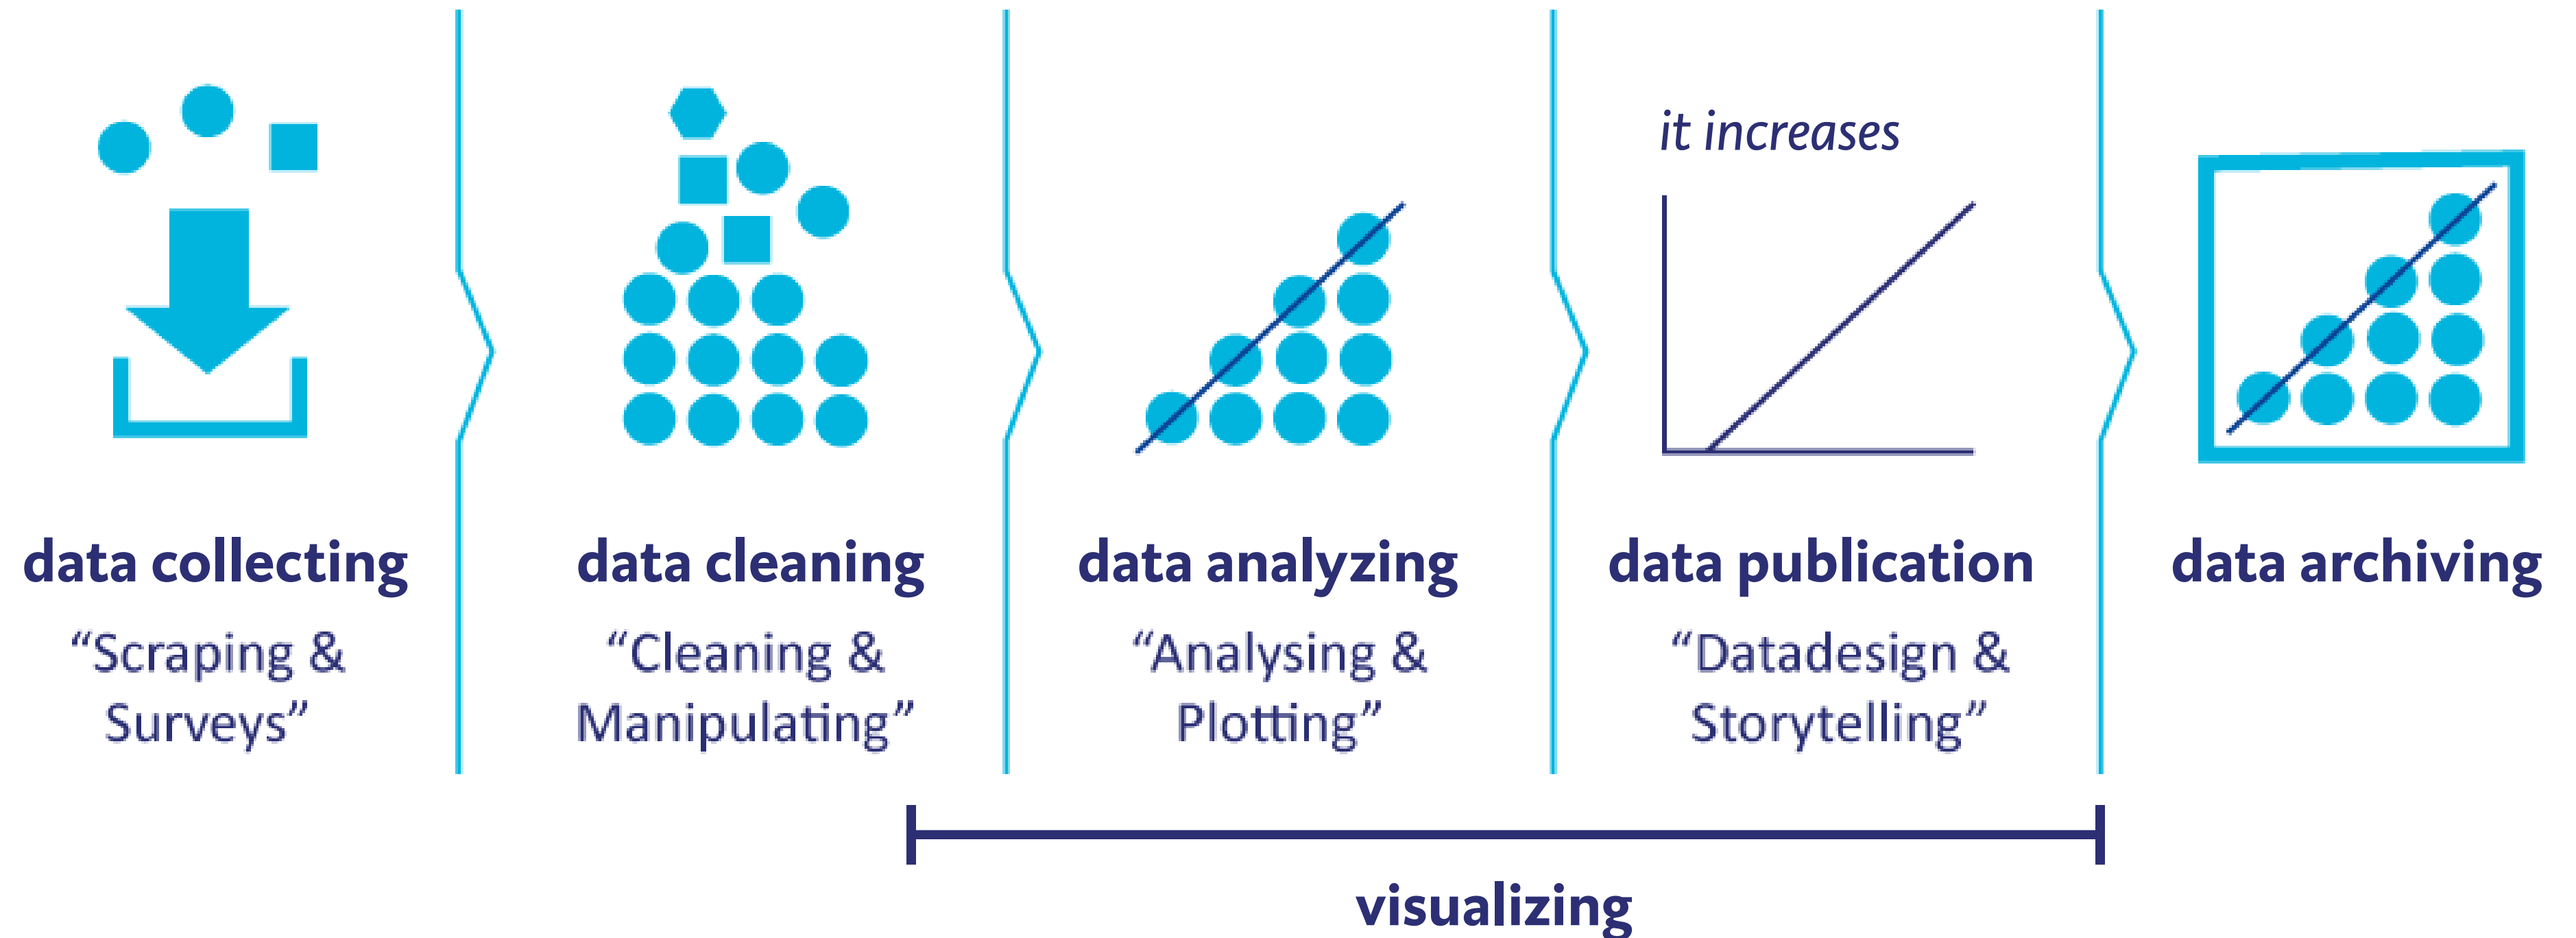 it increases
data collecting
“Scraping &
Surveys”
data cleaning
“Cleaning &
Manipulating”
data analyzing
“Analysing &
Plotting”
data publication
“Datadesign &
Storytelling”
data archiving
visualizing